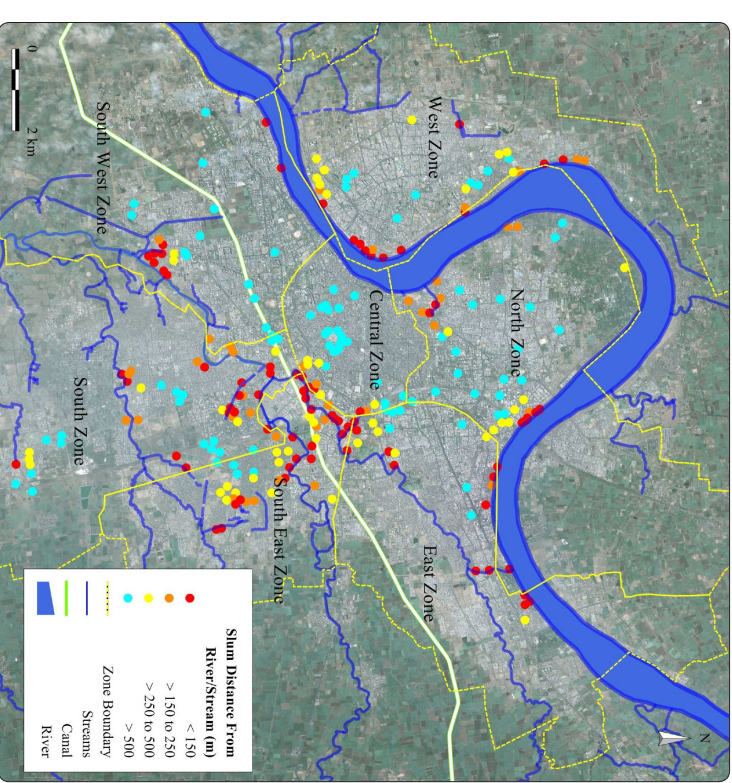 N
North Zone
West Zone
Central Zone
East Zone
South West Zone
South East Zone
South Zone
0 2 km
Slum Distance From
River/Stream (m)
< 150
> 150 to 250
> 250 to 500
> 500
Zone Boundary
Streams
Canal
River